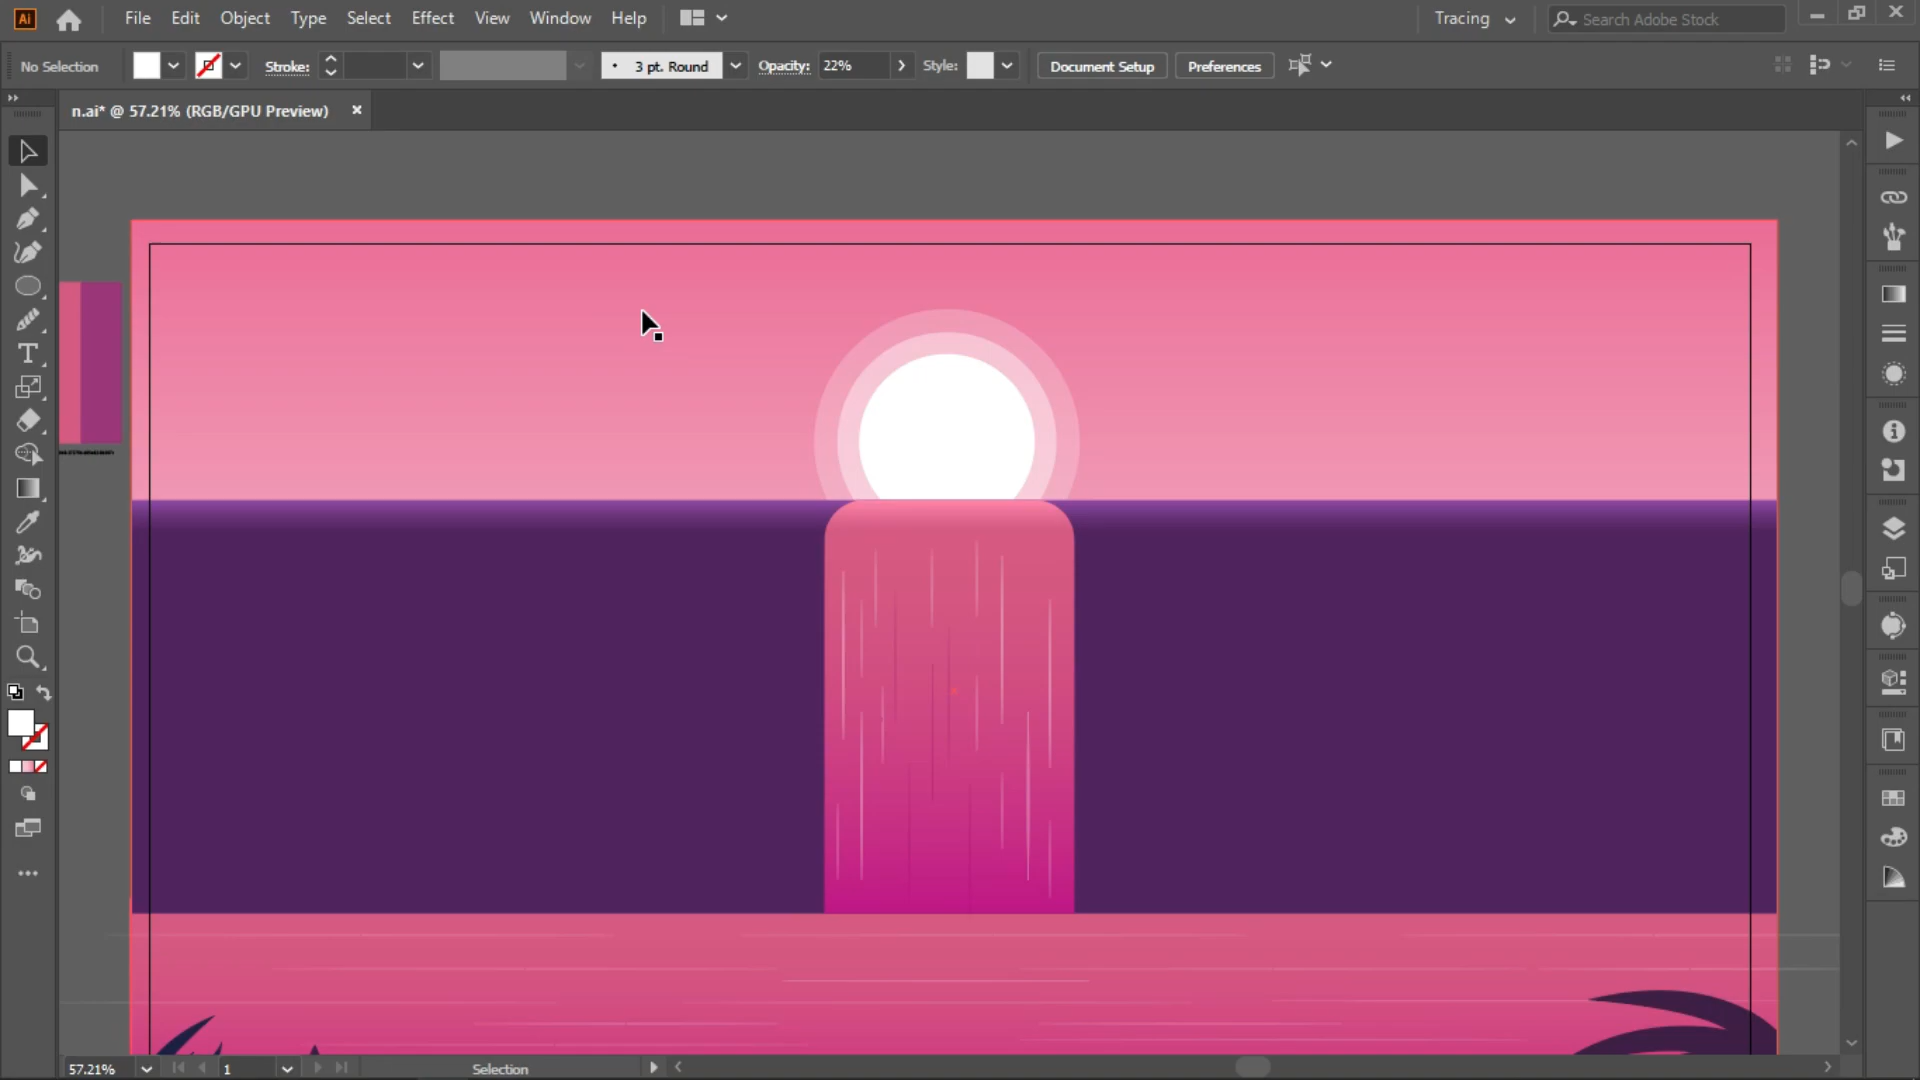 Ai
File Edit Object Type Select Effect View Window Help
Tracing
Search Adobe Stock
No Selection
Stroke:
3 pt. Round
Opacity: 22%
Style:
Document Setup
Preferences
n.ai* @ 57.21% (RGB/GPU Preview)
57.21%
1
Selection